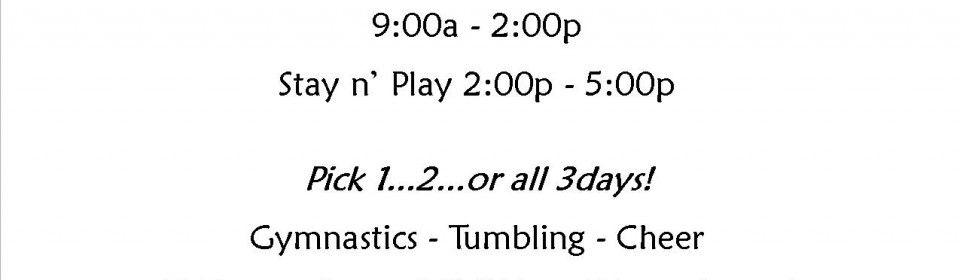 9:00a - 2:00p
Stay n’ Play 2:00p - 5:00p
Pick 1...2...or all 3days!
Gymnastics - Tumbling - Cheer